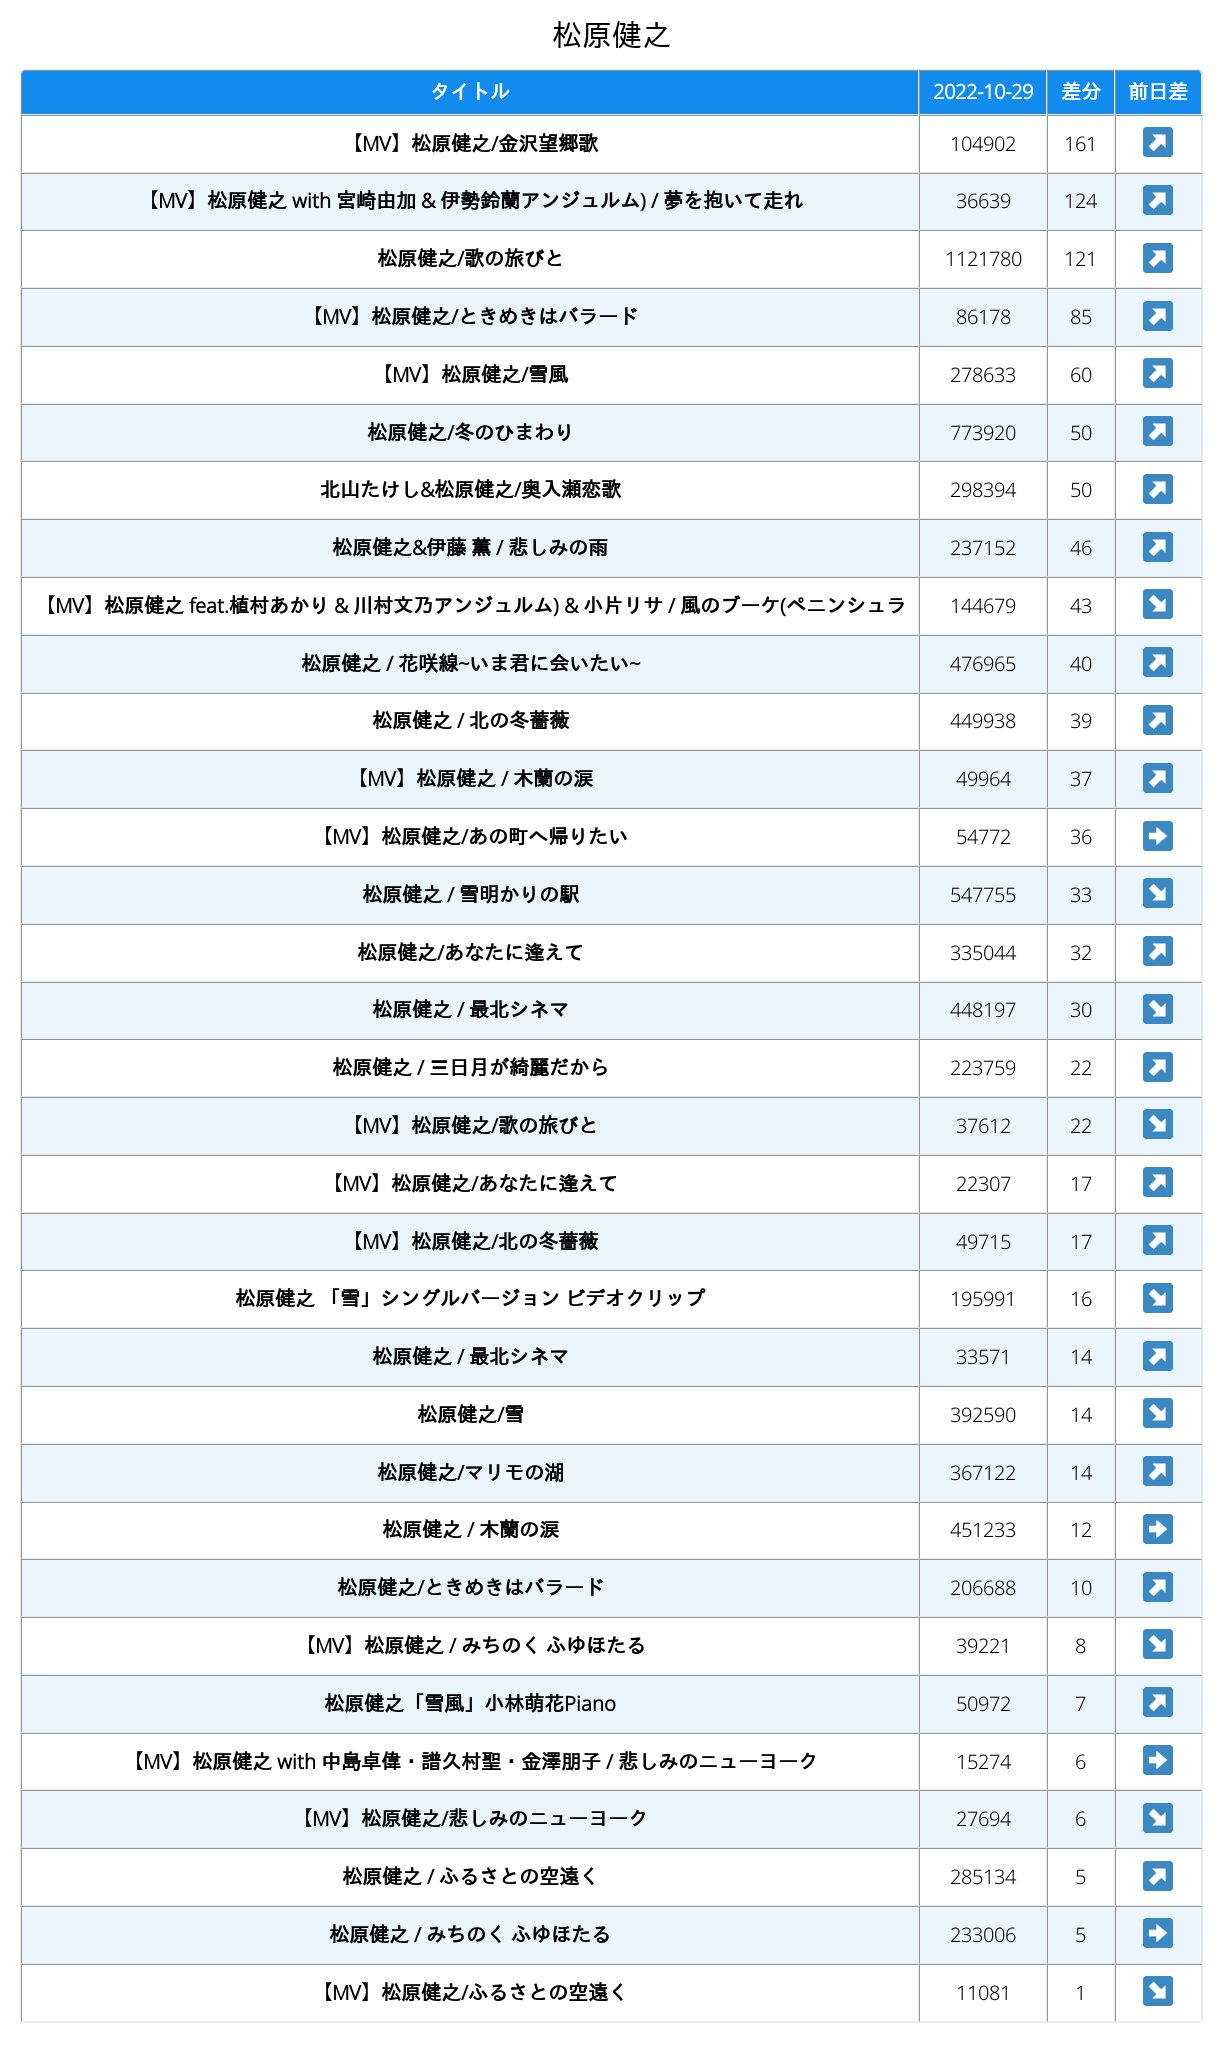 松原健之
タイトル 2022-10-29 差分 前日差
【MV】松原健之/金沢望郷歌 104902 161 ↗
【MV】松原健之 with 宮崎由加 & 伊勢鈴蘭アンジュルム) / 夢を抱いて走れ 36639 124 ↗
松原健之/歌の旅びと 1121780 121 ↗
【MV】松原健之/ときめきはバラード 86178 85 ↗
【MV】松原健之/雪風 278633 60 ↗
松原健之/冬のひまわり 773920 50 ↗
北山たけし&松原健之/奥入瀬恋歌 298394 50 ↗
松原健之&伊藤 薫 / 悲しみの雨 237152 46 ↗
【MV】松原健之 feat.植村あかり & 川村文乃アンジュルム) & 小片リサ / 風のブーケ(ペニンシュラ 144679 43 ↘
松原健之 / 花咲線~いま君に会いたい~ 476965 40 ↗
松原健之 / 北の冬薔薇 449938 39 ↗
【MV】松原健之 / 木蘭の涙 49964 37 ↗
【MV】松原健之/あの町へ帰りたい 54772 36 ➡
松原健之 / 雪明かりの駅 547755 33 ↘
松原健之/あなたに逢えて 335044 32 ↗
松原健之 / 最北シネマ 448197 30 ↘
松原健之 / 三日月が綺麗だから 223759 22 ↗
【MV】松原健之/歌の旅びと 37612 22 ↘
【MV】松原健之/あなたに逢えて 22307 17 ↗
【MV】松原健之/北の冬薔薇 49715 17 ↗
松原健之 「雪」シングルバージョン ビデオクリップ 195991 16 ↘
松原健之 / 最北シネマ 33571 14 ↗
松原健之/雪 392590 14 ↘
松原健之/マリモの湖 367122 14 ↗
松原健之 / 木蘭の涙 451233 12 ➡
松原健之/ときめきはバラード 206688 10 ↗
【MV】松原健之 / みちのく ふゆほたる 39221 8 ↘
松原健之「雪風」小林萌花Piano 50972 7 ↗
【MV】松原健之 with 中島卓偉・譜久村聖・金澤朋子 / 悲しみのニューヨーク 15274 6 ➡
【MV】松原健之/悲しみのニューヨーク 27694 6 ↘
松原健之 / ふるさとの空遠く 285134 5 ↗
松原健之 / みちのく ふゆほたる 233006 5 ➡
【MV】松原健之/ふるさとの空遠く 11081 1 ↘